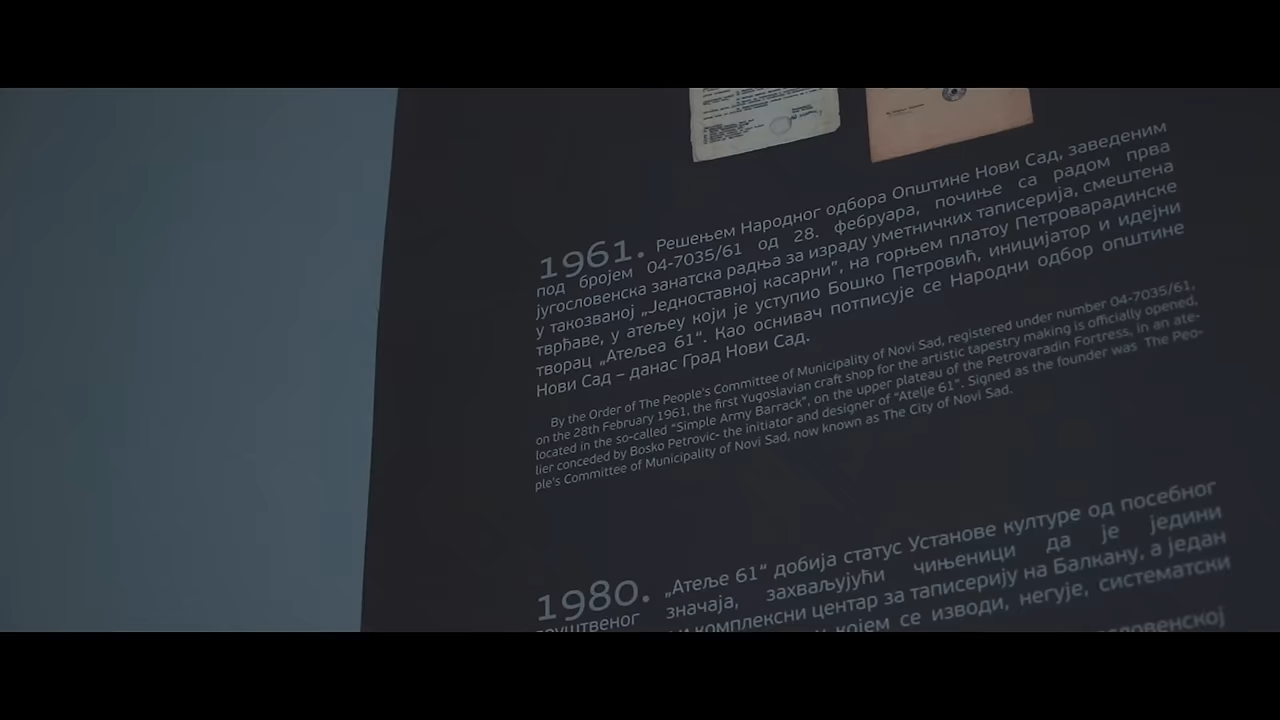 1961. Решењем Народног одбора Општине Нови Сад, заведеним
под бројем 04-7035/61 од 28. фебруара, почиње са радом прва
југословенска занатска радња за израду уметничких таписерија, смештена
у такозваној „Једноставној касарни”, на горњем платоу Петроварадинске
тврђаве, у атељеу који је уступио Бошко Петровић, иницијатор и идејни
творац „Атељеа 61“. Као оснивач потписује се Народни одбор општине
Нови Сад – данас Град Нови Сад.
By the Order of The People's Committee of Municipality of Novi Sad, registered under number 04-7035/61,
on the 28th February 1961, the first Yugoslavian craft shop for the artistic tapestry making is officially opened,
located in the so-called “Simple Army Barrack”, on the upper plateau of the Petrovaradin Fortress, in an ate-
lier conceded by Bosko Petrovic- the initiator and designer of “Atelje 61”. Signed as the founder was The Peo-
ple's Committee of Municipality of Novi Sad, now known as The City of Novi Sad.
1980. „Атеље 61“ добија статус Установе културе од посебног
друштвеног значаја, захваљујући чињеници да је једини
комплексни центар за таписерију на Балкану, а један
којем се изводи, негује, систематски